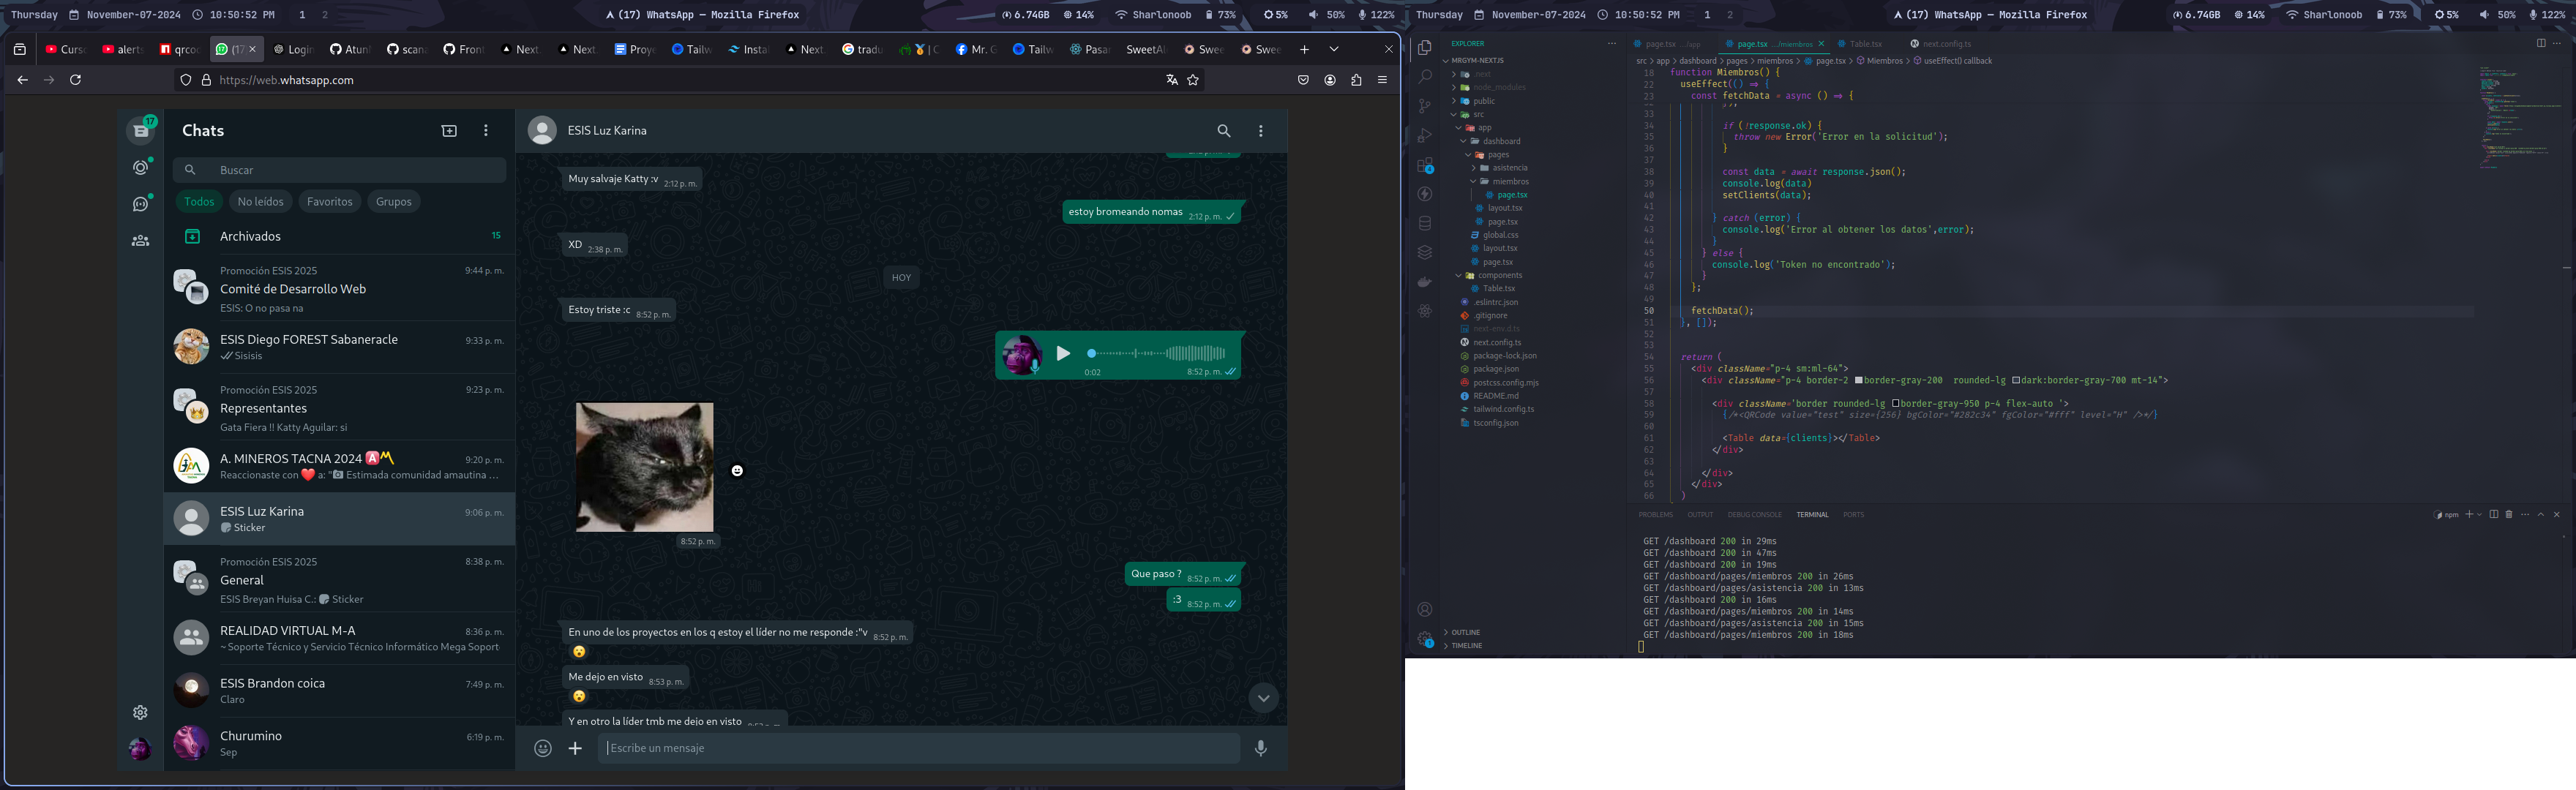 Thursday November-07-2024 10:50:52 PM 1 2
(17) WhatsApp — Mozilla Firefox
6.74GB 14% Sharlonoob 73% 5% 50% 122%
Curso
alerts
qrcod
(17
Login
Atunl
scana
Front
Next.
Next.
Proye
Tailw
Instal
Next.
tradu
| C
Mr. G
Tailw
Pasar
SweetAl
Swee
Swee
https://web.whatsapp.com
17
Chats
Buscar
Todos No leídos Favoritos Grupos
Archivados 15
Promoción ESIS 2025 9:44 p. m.
Comité de Desarrollo Web
ESIS: O no pasa na
ESIS Diego FOREST Sabaneracle 9:33 p. m.
Sisisis
Promoción ESIS 2025 9:23 p. m.
Representantes
Gata Fiera !! Katty Aguilar: si
A. MINEROS TACNA 2024 🅰️〽️ 9:20 p. m.
Reaccionaste con ❤️ a: "📷 Estimada comunidad amautina ...
ESIS Luz Karina 9:06 p. m.
Sticker
Promoción ESIS 2025 8:38 p. m.
General
ESIS Breyan Huisa C.: Sticker
REALIDAD VIRTUAL M-A 8:36 p. m.
~ Soporte Técnico y Servicio Técnico Informático Mega Soport
ESIS Brandon coica 7:49 p. m.
Claro
Churumino 6:19 p. m.
Sep
ESIS Luz Karina
Muy salvaje Katty :v 2:12 p. m.
estoy bromeando nomas 2:12 p. m.
XD 2:38 p. m.
HOY
Estoy triste :c 8:52 p. m.
0:02 8:52 p. m.
8:52 p. m.
Que paso ? 8:52 p. m.
:3 8:52 p. m.
En uno de los proyectos en los q estoy el líder no me responde :"v 8:52 p. m.
😮
Me dejo en visto 8:53 p. m.
😮
Y en otro la líder tmb me dejo en visto
Escribe un mensaje
Thursday November-07-2024 10:50:52 PM 1 2
(17) WhatsApp — Mozilla Firefox
6.74GB 14% Sharlonoob 73% 5% 50% 122%
EXPLORER
MRGYM-NEXTJS
.next
node_modules
public
src
app
dashboard
pages
asistencia
miembros
page.tsx
layout.tsx
page.tsx
global.css
layout.tsx
page.tsx
components
Table.tsx
.eslintrc.json
.gitignore
next-env.d.ts
next.config.ts
package-lock.json
package.json
postcss.config.mjs
README.md
tailwind.config.ts
tsconfig.json
OUTLINE
TIMELINE
page.tsx .../app
page.tsx .../miembros
Table.tsx
next.config.ts
src > app > dashboard > pages > miembros > page.tsx > Miembros > useEffect() callback
18 function Miembros() {
22 useEffect(() => {
23 const fetchData = async () => {
33
34 if (!response.ok) {
35 throw new Error('Error en la solicitud');
36 }
37
38 const data = await response.json();
39 console.log(data)
40 setClients(data);
41
42 } catch (error) {
43 console.log('Error al obtener los datos',error);
44 }
45 } else {
46 console.log('Token no encontrado');
47 }
48 };
49
50 fetchData();
51 }, []);
52
53
54 return (
55 <div className="p-4 sm:ml-64">
56 <div className="p-4 border-2 border-gray-200  rounded-lg dark:border-gray-700 mt-14">
57
58 <div className='border rounded-lg border-gray-950 p-4 flex-auto '>
59 {/*<QRCode value="test" size={256} bgColor="#282c34" fgColor="#fff" level="H" />*/}
60
61 <Table data={clients}></Table>
62 </div>
63
64 </div>
65 </div>
66 )
PROBLEMS OUTPUT DEBUG CONSOLE TERMINAL PORTS
npm
GET /dashboard 200 in 29ms
GET /dashboard 200 in 47ms
GET /dashboard 200 in 19ms
GET /dashboard/pages/miembros 200 in 26ms
GET /dashboard/pages/asistencia 200 in 13ms
GET /dashboard 200 in 16ms
GET /dashboard/pages/miembros 200 in 14ms
GET /dashboard/pages/asistencia 200 in 15ms
GET /dashboard/pages/miembros 200 in 18ms